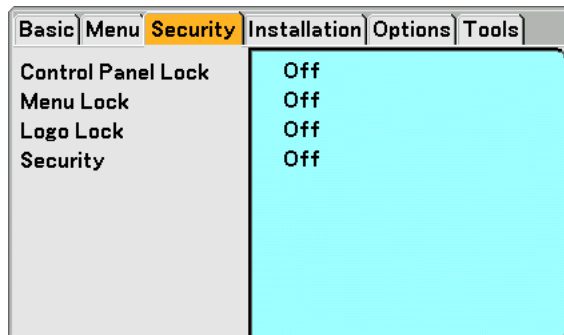 Basic Menu Security Installation Options Tools
Control Panel Lock Off
Menu Lock Off
Logo Lock Off
Security Off